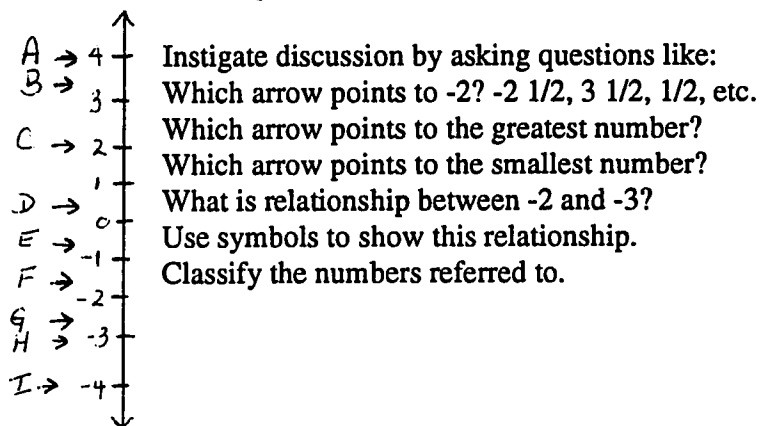 A → 4 Instigate discussion by asking questions like:
B → Which arrow points to -2? -2 1/2, 3 1/2, 1/2, etc.
3
Which arrow points to the greatest number?
C → 2
Which arrow points to the smallest number?
1
D → What is relationship between -2 and -3?
0
E → Use symbols to show this relationship.
-1
F → Classify the numbers referred to.
-2
G →
H → -3
I → -4